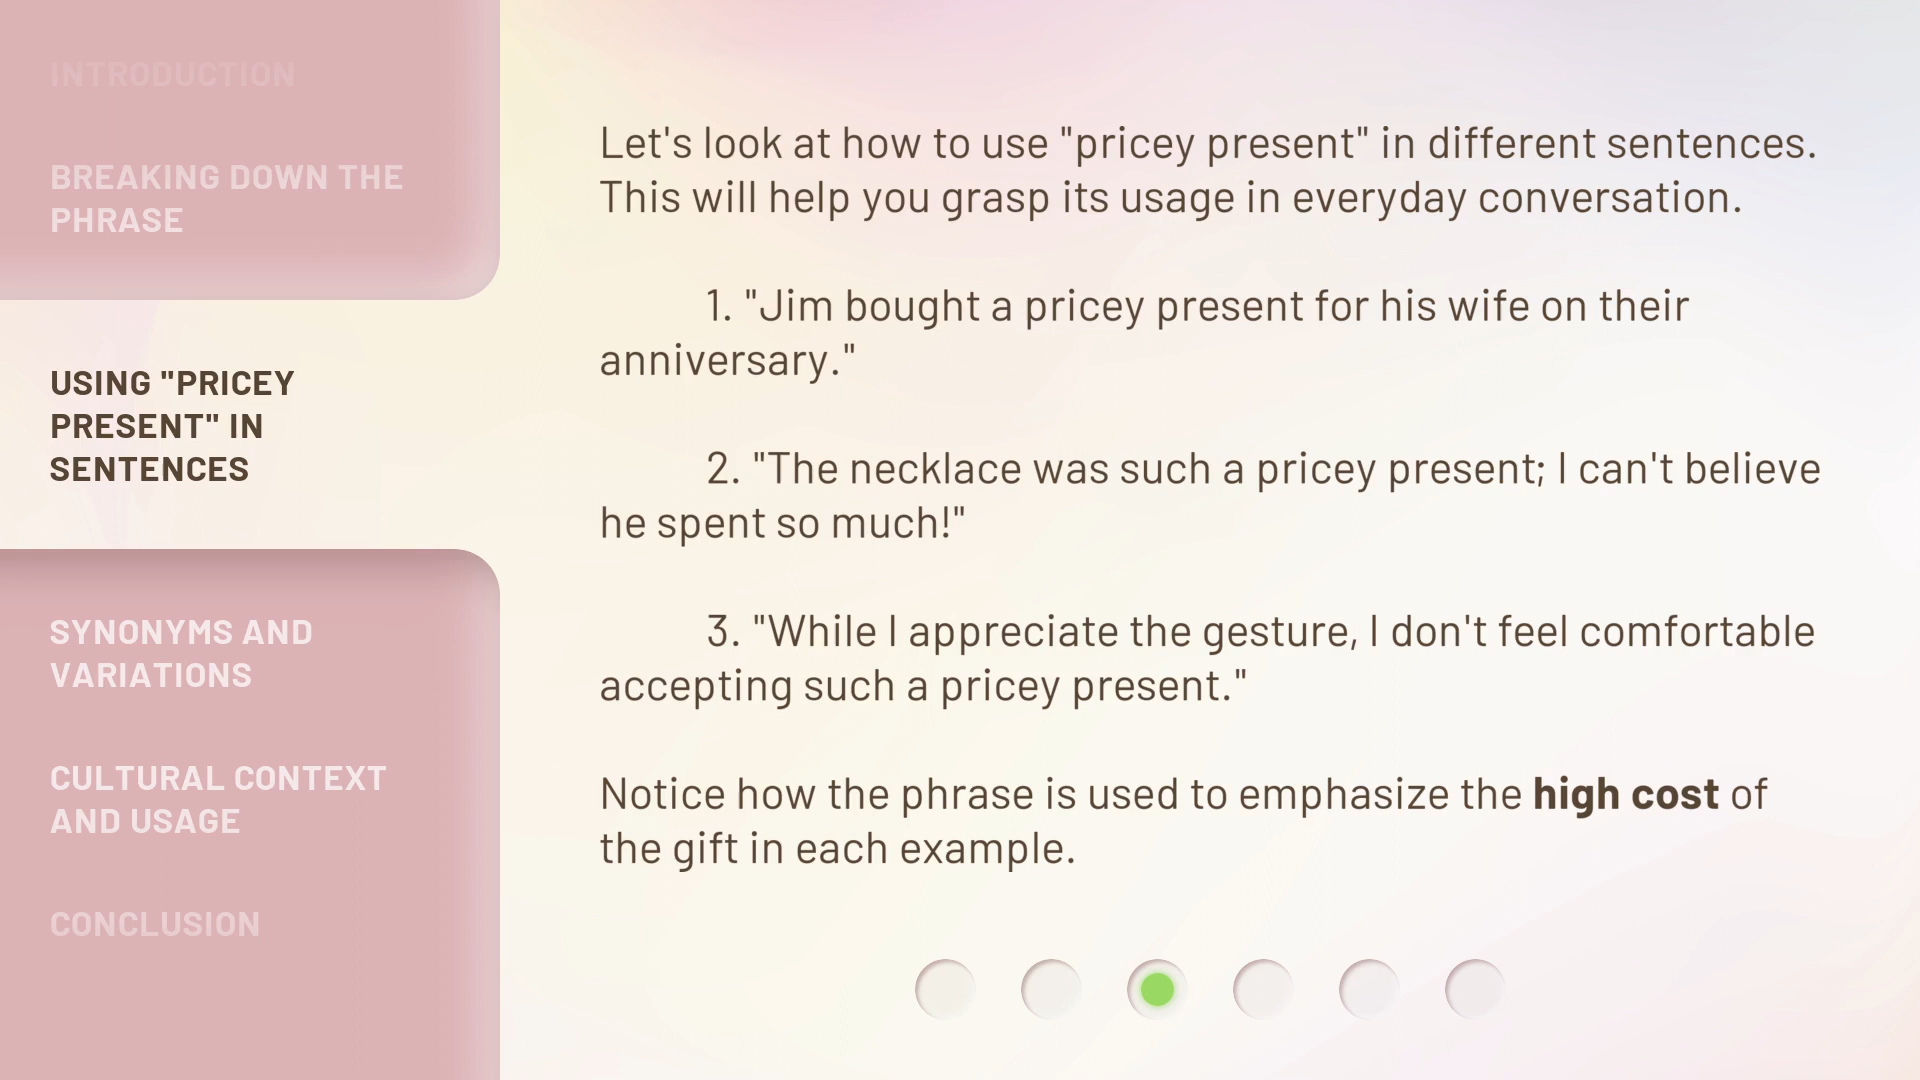 INTRODUCTION
BREAKING DOWN THE
PHRASE
USING "PRICEY
PRESENT" IN
SENTENCES
SYNONYMS AND
VARIATIONS
CULTURAL CONTEXT
AND USAGE
CONCLUSION
Let's look at how to use "pricey present" in different sentences.
This will help you grasp its usage in everyday conversation.
1. "Jim bought a pricey present for his wife on their
anniversary."
2. "The necklace was such a pricey present; I can't believe
he spent so much!"
3. "While I appreciate the gesture, I don't feel comfortable
accepting such a pricey present."
Notice how the phrase is used to emphasize the high cost of
the gift in each example.